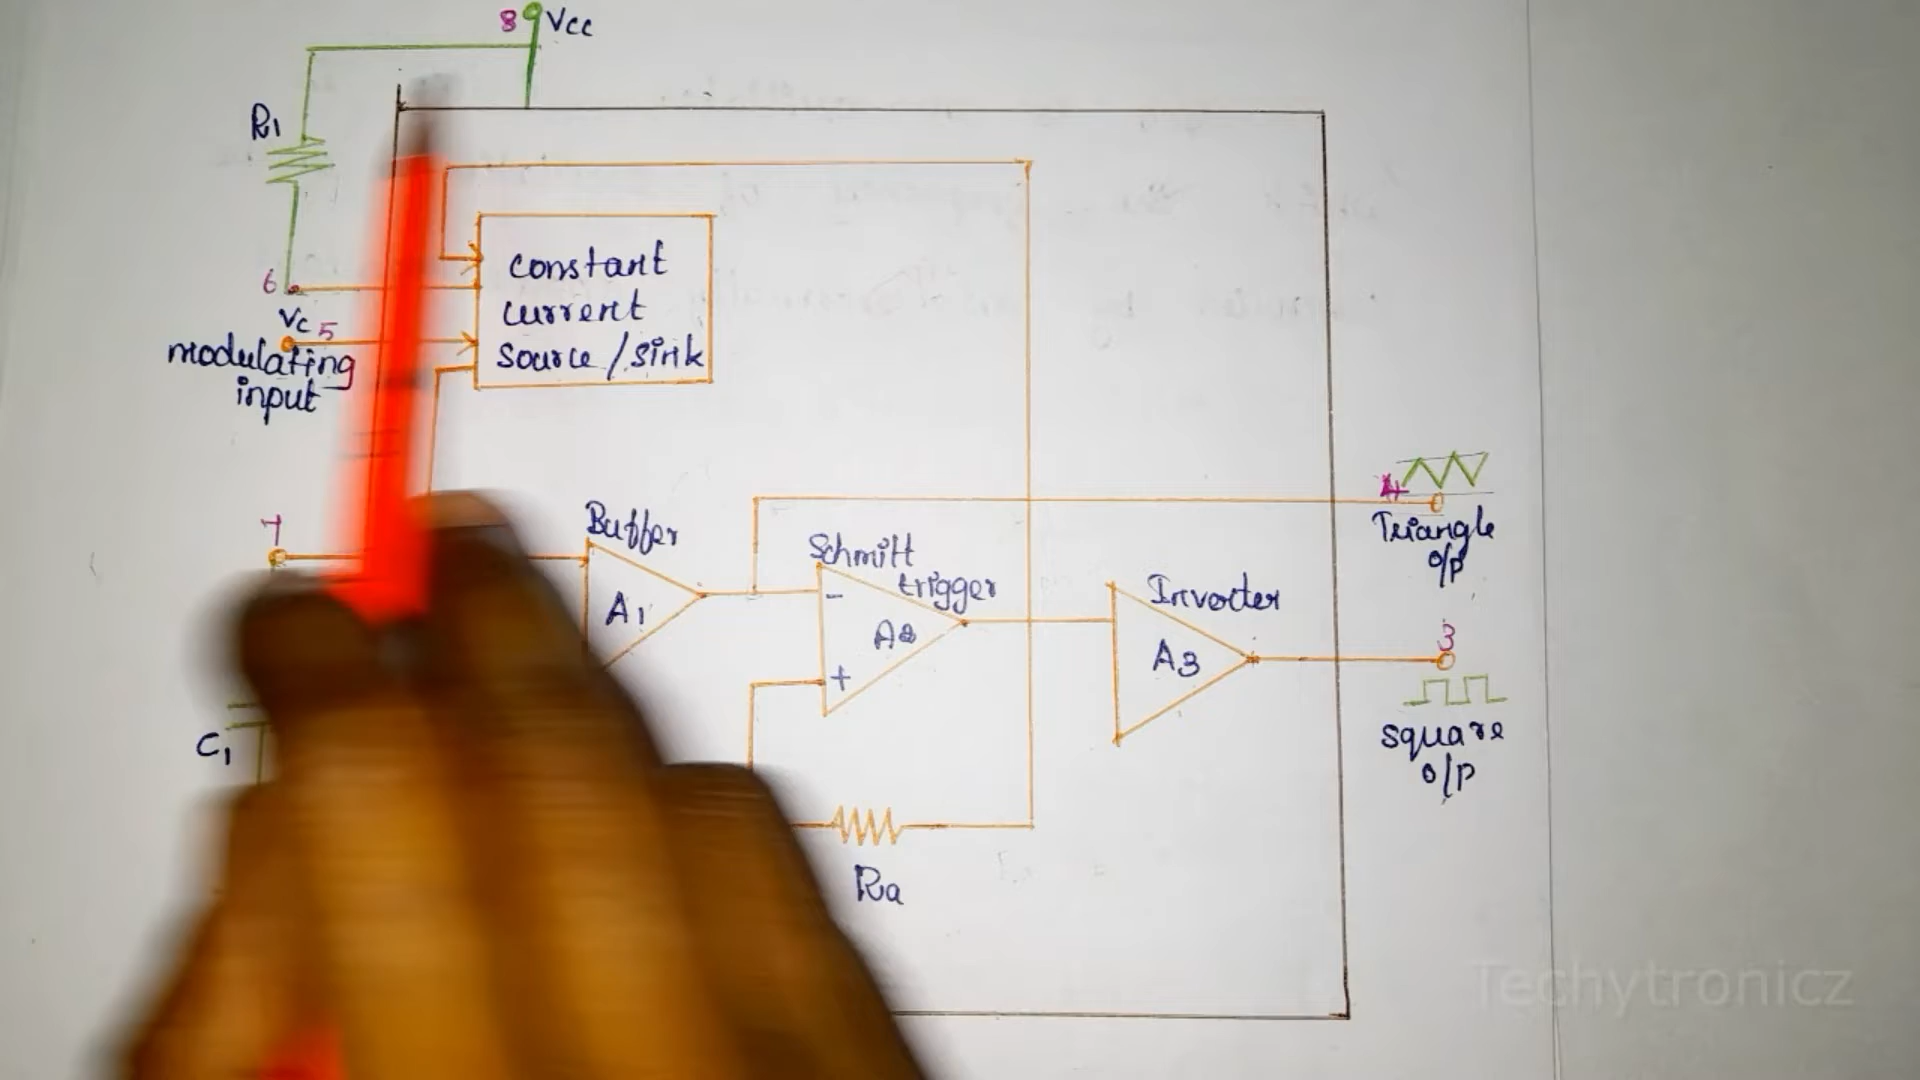 8 Vcc
R1
constant
current
source/sink
6
Vc 5
modulating
input
4
Triangle
o/p
7
Buffer
A1
Schmitt
trigger
-
A2
+
Inverter
A3
3
square
o/p
C1
Ra
Techytronicz